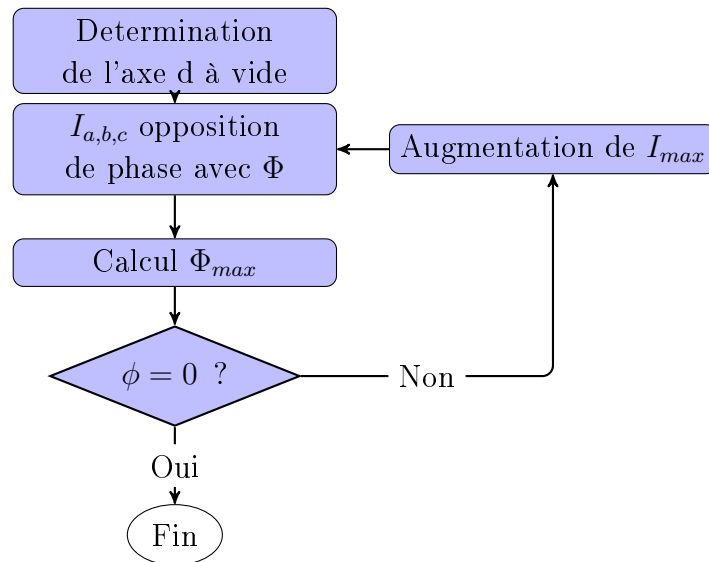 Determination
de l'axe d à vide
I_{a,b,c} opposition
de phase avec Φ
Augmentation de I_{max}
Calcul Φ_{max}
ϕ = 0 ?
Non
Oui
Fin